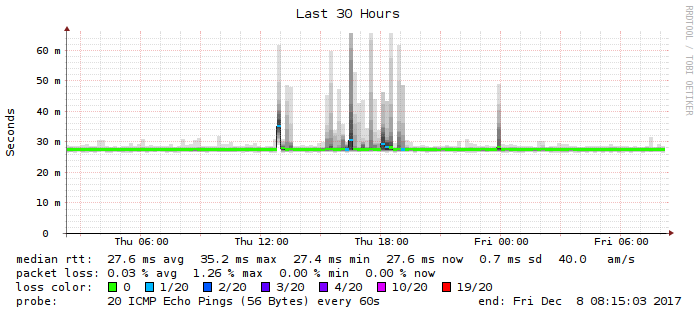 Last 30 Hours
RRDTOOL / TOBI OETIKER
Seconds
60 m
50 m
40 m
30 m
20 m
10 m
0
Thu 06:00 Thu 12:00 Thu 18:00 Fri 00:00 Fri 06:00
median rtt: 27.6 ms avg 35.2 ms max 27.4 ms min 27.6 ms now 0.7 ms sd 40.0 am/s
packet loss: 0.03 % avg 1.26 % max 0.00 % min 0.00 % now
loss color: 0 1/20 2/20 3/20 4/20 10/20 19/20
probe: 20 ICMP Echo Pings (56 Bytes) every 60s end: Fri Dec 8 08:15:03 2017